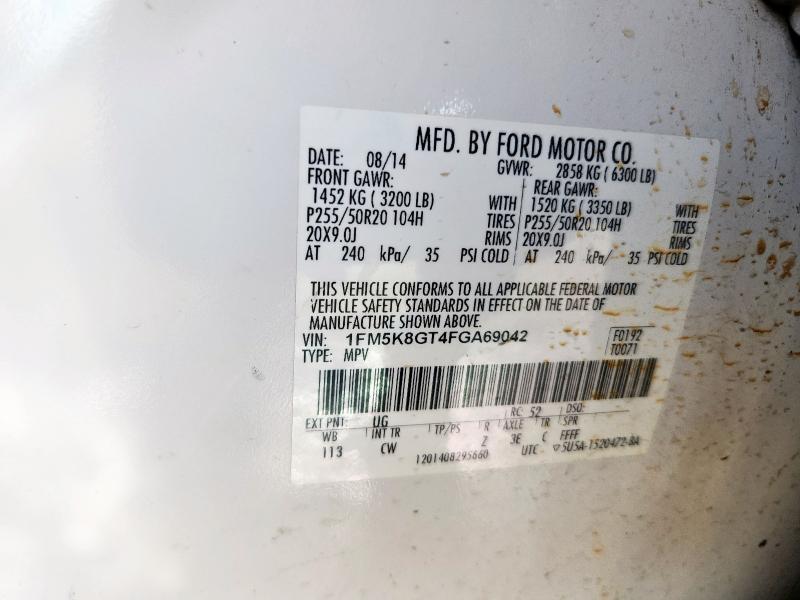 MFD. BY FORD MOTOR CO.
DATE: 08/14 GVWR: 2858 KG ( 6300 LB)
FRONT GAWR: REAR GAWR:
1452 KG ( 3200 LB) WITH 1520 KG ( 3350 LB) WITH
P255/50R20 104H TIRES P255/50R20 104H TIRES
20X9.0J RIMS 20X9.0J RIMS
AT 240 kPa/ 35 PSI COLD AT 240 kPa/ 35 PSI COLD
THIS VEHICLE CONFORMS TO ALL APPLICABLE FEDERAL MOTOR
VEHICLE SAFETY STANDARDS IN EFFECT ON THE DATE OF
MANUFACTURE SHOWN ABOVE.
VIN: 1FM5K8GT4FGA69042 F0192
TYPE: MPV T0071
EXT PNT: UG RC: 52 DSO:
WB INT TR TP/PS R AXLE TR SPR
113 CW Z 3E C FFFF
1201408295660 UTC ▽5U5A-1520472-BA